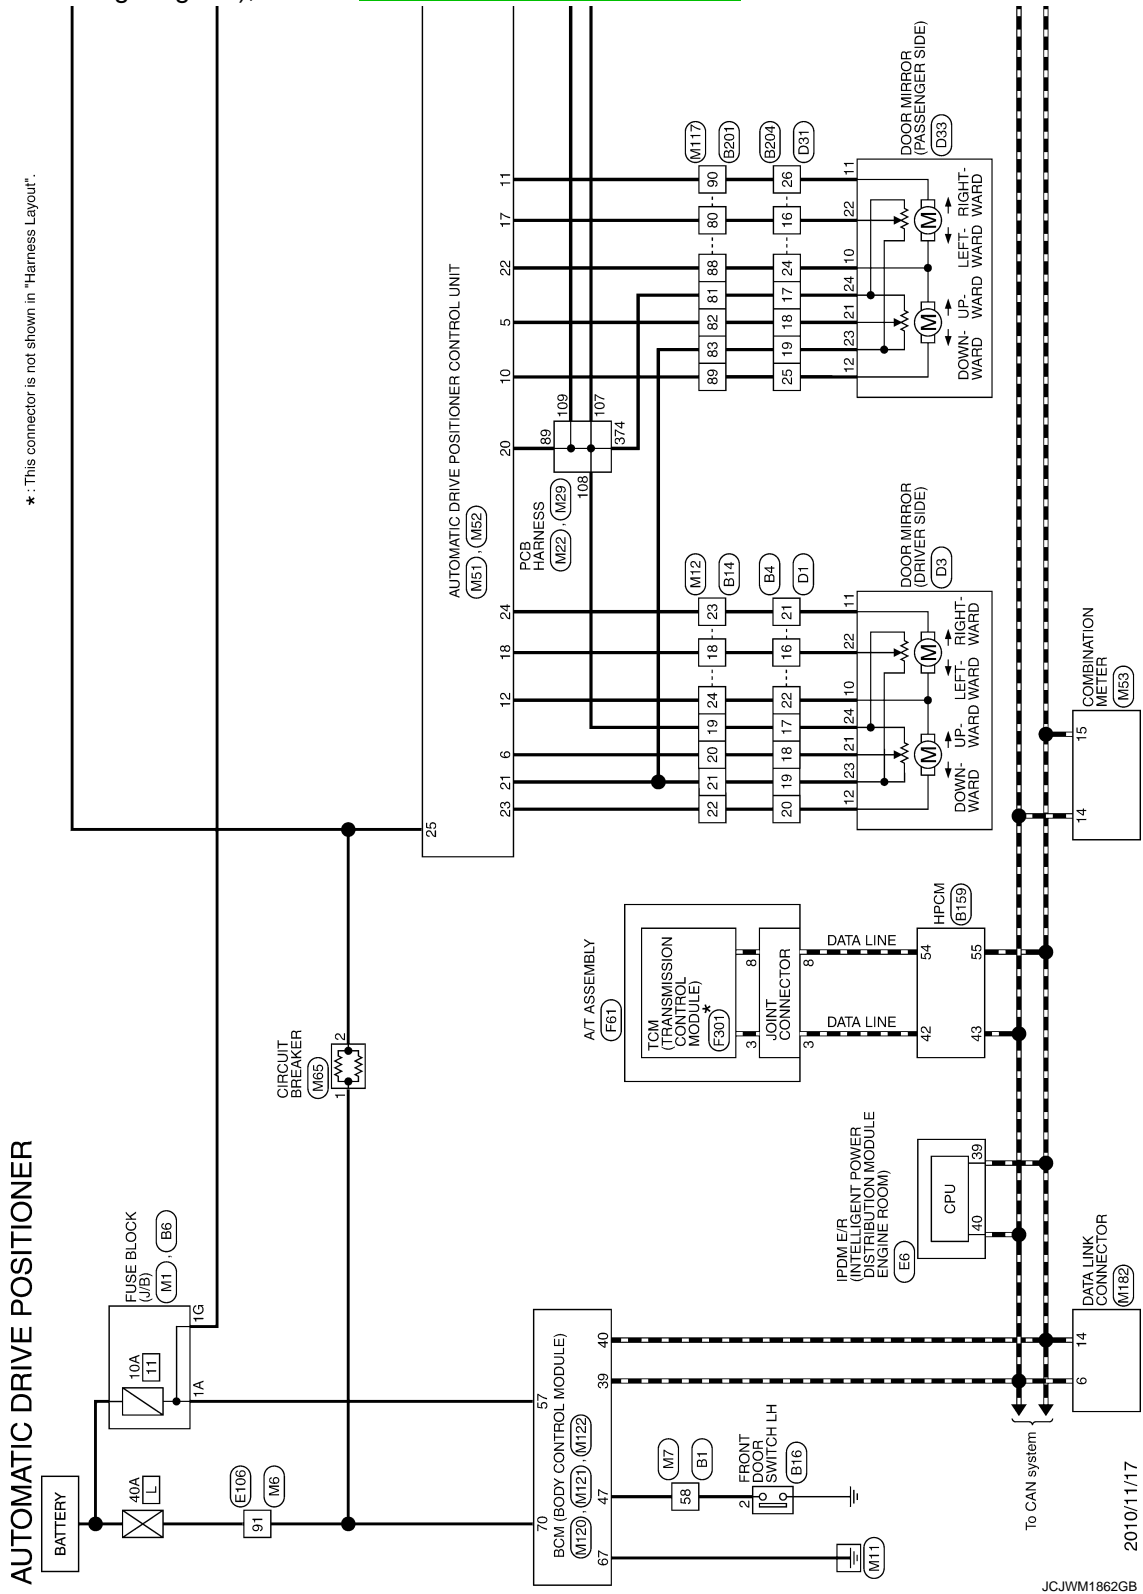 AUTOMATIC DRIVE POSITIONER
BATTERY
40A
L
E106
M6
91
10A
11
FUSE BLOCK
(J/B)
M1 , B6
1A
1G
CIRCUIT
BREAKER
M65
1
2
* : This connector is not shown in "Harness Layout".
70
57
BCM (BODY CONTROL MODULE)
M120 , M121 , M122
67
47
39
40
M11
M7
B1
58
2
FRONT
DOOR
SWITCH LH
B16
To CAN system
DATA LINK
CONNECTOR
M182
6
14
IPDM E/R
(INTELLIGENT POWER
DISTRIBUTION MODULE
ENGINE ROOM)
E6
CPU
40
39
A/T ASSEMBLY
F61
TCM
(TRANSMISSION
CONTROL
MODULE)
*
F301
3
8
JOINT
CONNECTOR
3
8
DATA LINE
DATA LINE
HPCM
B159
42
54
43
55
COMBINATION
METER
M53
14
15
25
AUTOMATIC DRIVE POSITIONER CONTROL UNIT
M51 , M52
23
21
6
12
18
24
20
10
5
22
17
11
PCB
HARNESS
M22 , M29
89
109
107
108
374
M12
B14
22
21
20
19
24
18
23
B4
D1
20
19
18
17
22
16
21
12
23
21
24
10
22
11
DOOR MIRROR
(DRIVER SIDE)
D3
M
M
DOWN-
WARD
UP-
WARD
LEFT-
WARD
RIGHT-
WARD
M117
B201
89
83
82
81
88
80
90
B204
D31
25
19
18
17
24
16
26
12
23
21
24
10
22
11
DOOR MIRROR
(PASSENGER SIDE)
D33
M
M
DOWN-
WARD
UP-
WARD
LEFT-
WARD
RIGHT-
WARD
2010/11/17
JCJWM1862GB